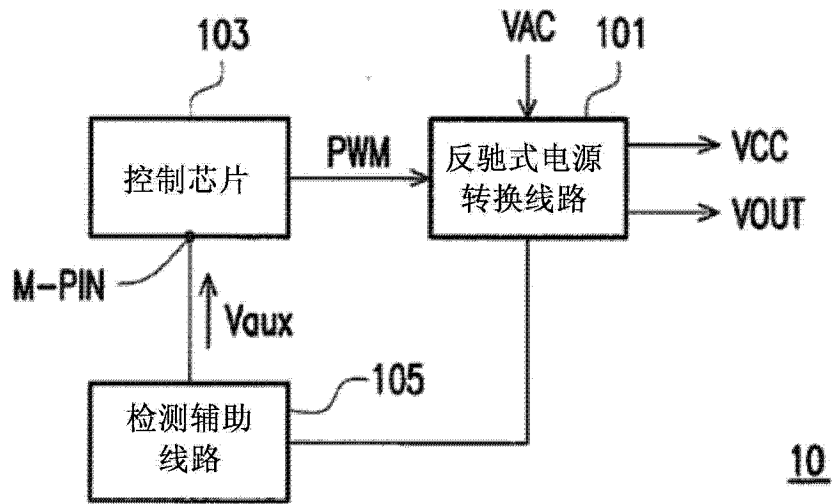 103
VAC
101
控制芯片
PWM
反驰式电源
转换线路
VCC
VOUT
M-PIN
Vaux
105
检测辅助
线路
10